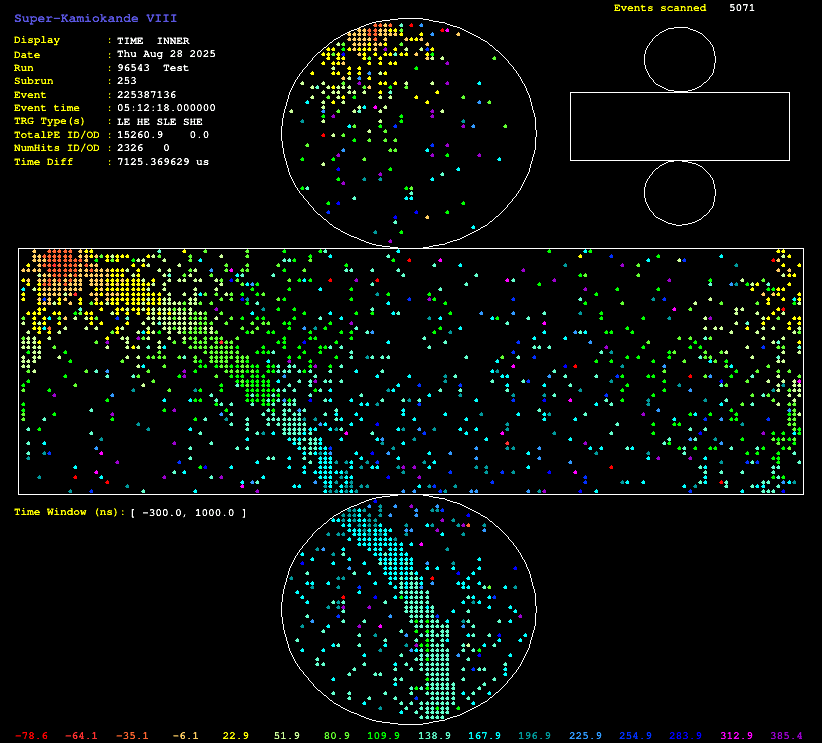 Super-Kamiokande VIII
Events scanned 5071
Display : TIME INNER
Date : Thu Aug 28 2025
Run : 96543 Test
Subrun : 253
Event : 225387136
Event time : 05:12:18.000000
TRG Type(s) : LE HE SLE SHE
TotalPE ID/OD : 15260.9 0.0
NumHits ID/OD : 2326 0
Time Diff : 7125.369629 us
Time Window (ns): [ -300.0, 1000.0 ]
-78.6 -64.1 -35.1 -6.1 22.9 51.9 80.9 109.9 138.9 167.9 196.9 225.9 254.9 283.9 312.9 385.4